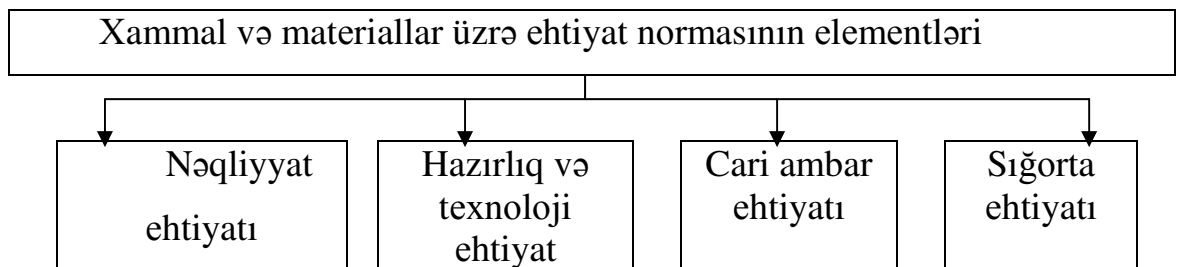 Xammal və materiallar üzrə ehtiyat normasının elementləri
Nəqliyyat
ehtiyatı
Hazırlıq və
texnoloji
ehtiyat
Cari ambar
ehtiyatı
Sığorta
ehtiyatı